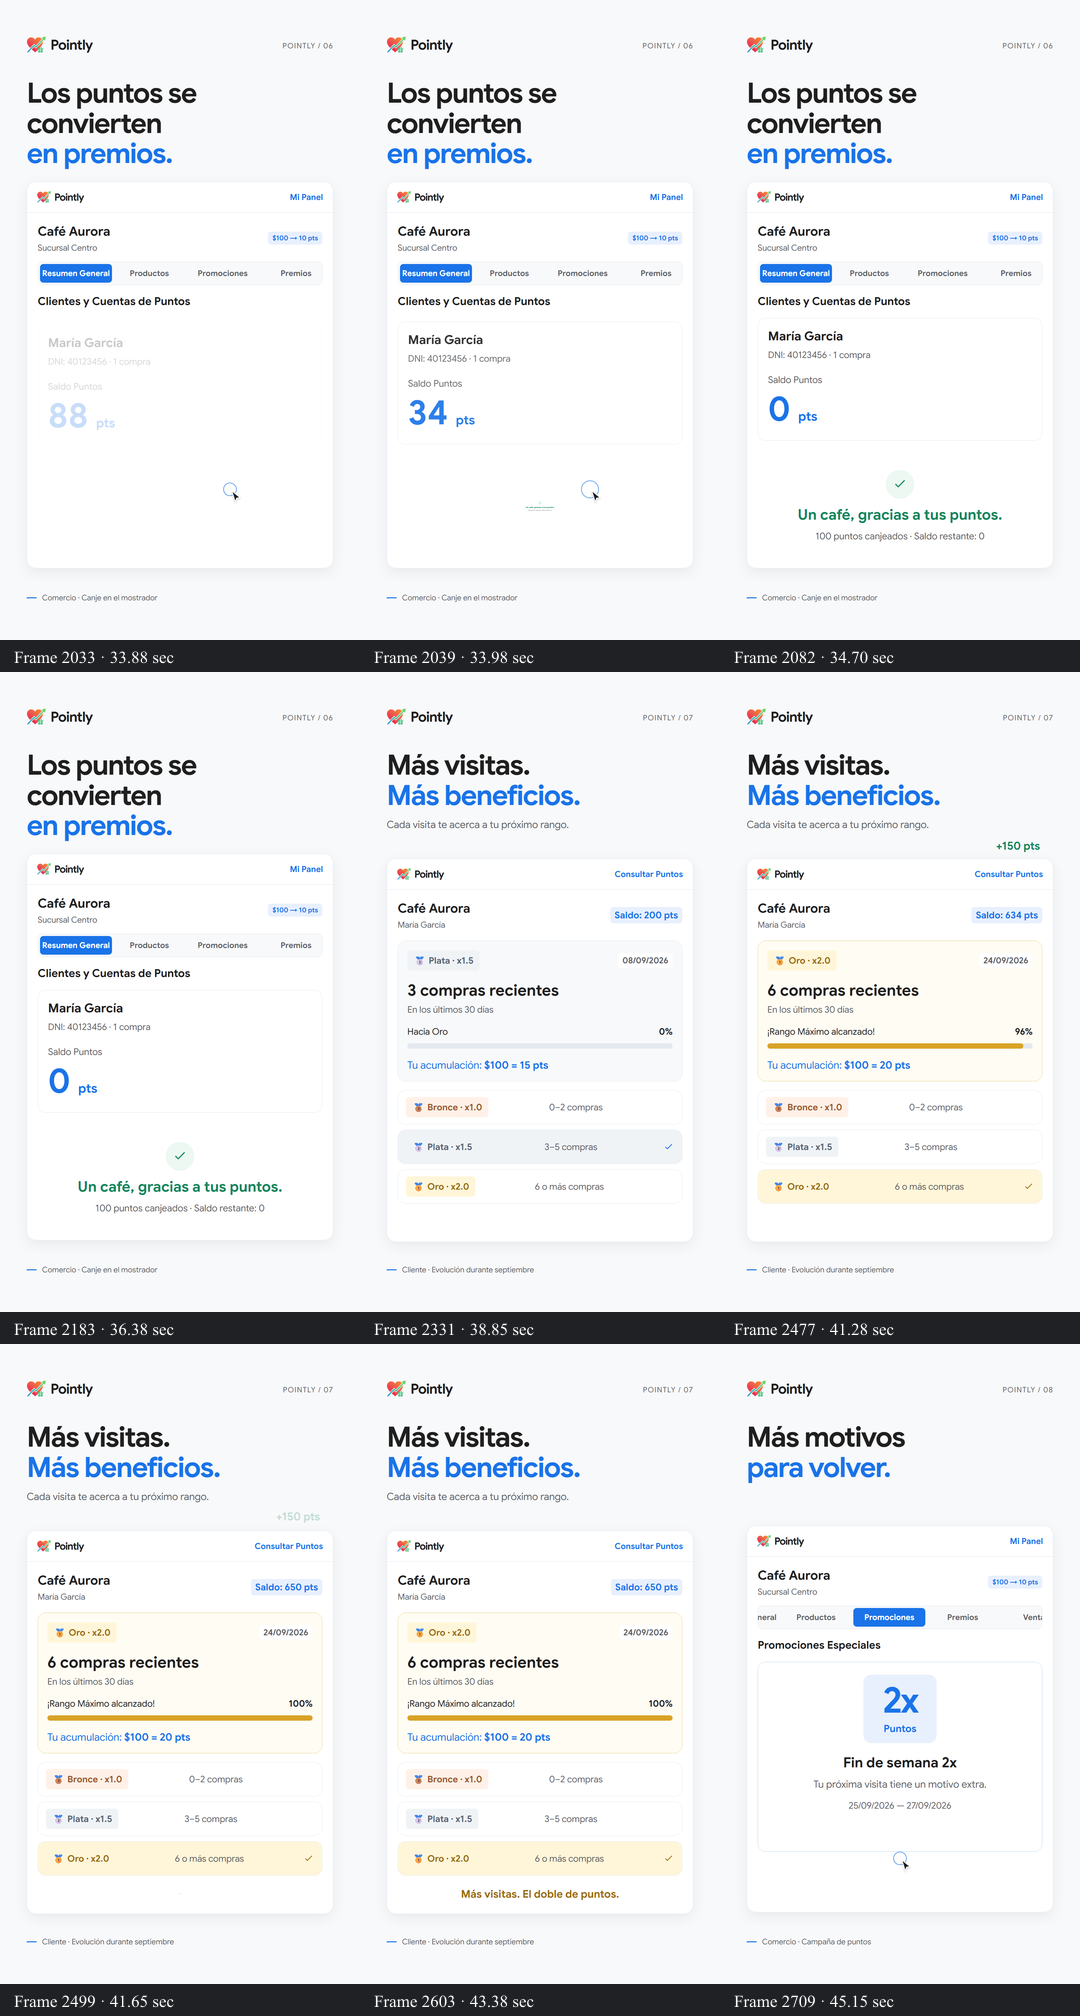 Pointly
POINTLY / 06
Los puntos se
convierten
en premios.
Pointly
Mi Panel
Café Aurora
Sucursal Centro
$100 → 10 pts
Resumen General
Productos
Promociones
Premios
Clientes y Cuentas de Puntos
María García
DNI: 40123456 · 1 compra
Saldo Puntos
88 pts
Comercio · Canje en el mostrador
Frame 2033 · 33.88 sec
Pointly
POINTLY / 06
Los puntos se
convierten
en premios.
Pointly
Mi Panel
Café Aurora
Sucursal Centro
$100 → 10 pts
Resumen General
Productos
Promociones
Premios
Clientes y Cuentas de Puntos
María García
DNI: 40123456 · 1 compra
Saldo Puntos
34 pts
Comercio · Canje en el mostrador
Frame 2039 · 33.98 sec
Pointly
POINTLY / 06
Los puntos se
convierten
en premios.
Pointly
Mi Panel
Café Aurora
Sucursal Centro
$100 → 10 pts
Resumen General
Productos
Promociones
Premios
Clientes y Cuentas de Puntos
María García
DNI: 40123456 · 1 compra
Saldo Puntos
0 pts
Un café, gracias a tus puntos.
100 puntos canjeados · Saldo restante: 0
Comercio · Canje en el mostrador
Frame 2082 · 34.70 sec
Pointly
POINTLY / 06
Los puntos se
convierten
en premios.
Pointly
Mi Panel
Café Aurora
Sucursal Centro
$100 → 10 pts
Resumen General
Productos
Promociones
Premios
Clientes y Cuentas de Puntos
María García
DNI: 40123456 · 1 compra
Saldo Puntos
0 pts
Un café, gracias a tus puntos.
100 puntos canjeados · Saldo restante: 0
Comercio · Canje en el mostrador
Frame 2183 · 36.38 sec
Pointly
POINTLY / 07
Más visitas.
Más beneficios.
Cada visita te acerca a tu próximo rango.
Pointly
Consultar Puntos
Café Aurora
María García
Saldo: 200 pts
Plata · x1.5
08/09/2026
3 compras recientes
En los últimos 30 días
Hacia Oro
0%
Tu acumulación: $100 = 15 pts
Bronce · x1.0
0–2 compras
Plata · x1.5
3–5 compras
Oro · x2.0
6 o más compras
Cliente · Evolución durante septiembre
Frame 2331 · 38.85 sec
Pointly
POINTLY / 07
Más visitas.
Más beneficios.
Cada visita te acerca a tu próximo rango.
+150 pts
Pointly
Consultar Puntos
Café Aurora
María García
Saldo: 634 pts
Oro · x2.0
24/09/2026
6 compras recientes
En los últimos 30 días
¡Rango Máximo alcanzado!
96%
Tu acumulación: $100 = 20 pts
Bronce · x1.0
0–2 compras
Plata · x1.5
3–5 compras
Oro · x2.0
6 o más compras
Cliente · Evolución durante septiembre
Frame 2477 · 41.28 sec
Pointly
POINTLY / 07
Más visitas.
Más beneficios.
Cada visita te acerca a tu próximo rango.
+150 pts
Pointly
Consultar Puntos
Café Aurora
María García
Saldo: 650 pts
Oro · x2.0
24/09/2026
6 compras recientes
En los últimos 30 días
¡Rango Máximo alcanzado!
100%
Tu acumulación: $100 = 20 pts
Bronce · x1.0
0–2 compras
Plata · x1.5
3–5 compras
Oro · x2.0
6 o más compras
Cliente · Evolución durante septiembre
Frame 2499 · 41.65 sec
Pointly
POINTLY / 07
Más visitas.
Más beneficios.
Cada visita te acerca a tu próximo rango.
Pointly
Consultar Puntos
Café Aurora
María García
Saldo: 650 pts
Oro · x2.0
24/09/2026
6 compras recientes
En los últimos 30 días
¡Rango Máximo alcanzado!
100%
Tu acumulación: $100 = 20 pts
Bronce · x1.0
0–2 compras
Plata · x1.5
3–5 compras
Oro · x2.0
6 o más compras
Más visitas. El doble de puntos.
Cliente · Evolución durante septiembre
Frame 2603 · 43.38 sec
Pointly
POINTLY / 08
Más motivos
para volver.
Pointly
Mi Panel
Café Aurora
Sucursal Centro
$100 → 10 pts
neral
Productos
Promociones
Premios
Vent
Promociones Especiales
2x
Puntos
Fin de semana 2x
Tu próxima visita tiene un motivo extra.
25/09/2026 — 27/09/2026
Comercio · Campaña de puntos
Frame 2709 · 45.15 sec